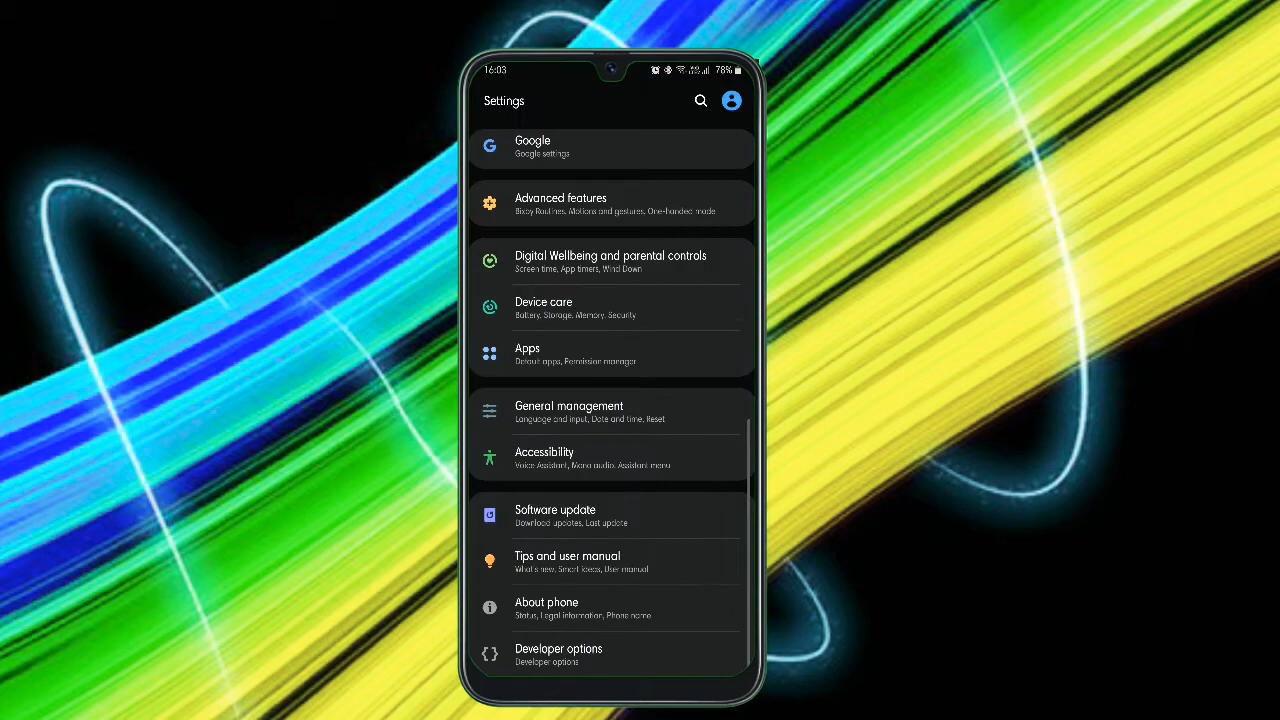 16:03
78%
Settings
Google
Google settings
Advanced features
Bixby Routines, Motions and gestures, One-handed mode
Digital Wellbeing and parental controls
Screen time, App timers, Wind Down
Device care
Battery, Storage, Memory, Security
Apps
Default apps, Permission manager
General management
Language and input, Date and time, Reset
Accessibility
Voice Assistant, Mono audio, Assistant menu
Software update
Download updates, Last update
Tips and user manual
What's new, Smart ideas, User manual
About phone
Status, Legal information, Phone name
Developer options
Developer options